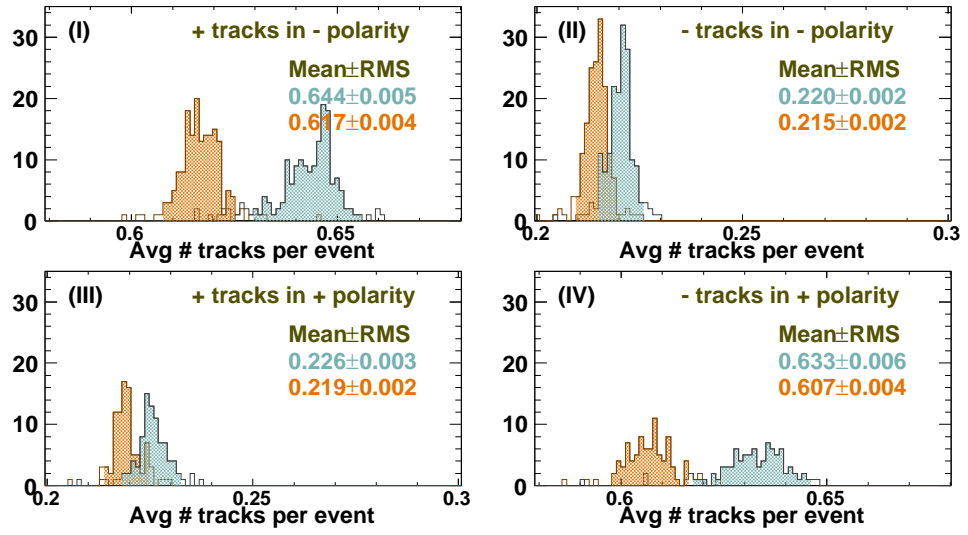 (I) + tracks in - polarity
Mean±RMS
0.644±0.005
0.617±0.004
30
20
10
0
0.6 0.65
Avg # tracks per event
(II) - tracks in - polarity
Mean±RMS
0.220±0.002
0.215±0.002
30
20
10
0
0.2 0.25 0.3
Avg # tracks per event
(III) + tracks in + polarity
Mean±RMS
0.226±0.003
0.219±0.002
30
20
10
0
0.2 0.25 0.3
Avg # tracks per event
(IV) - tracks in + polarity
Mean±RMS
0.633±0.006
0.607±0.004
30
20
10
0
0.6 0.65
Avg # tracks per event